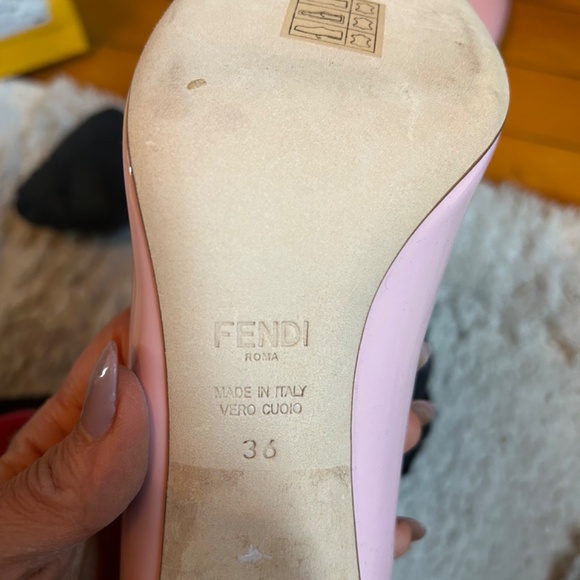 FENDI
ROMA
MADE IN ITALY
VERO CUOIO
36